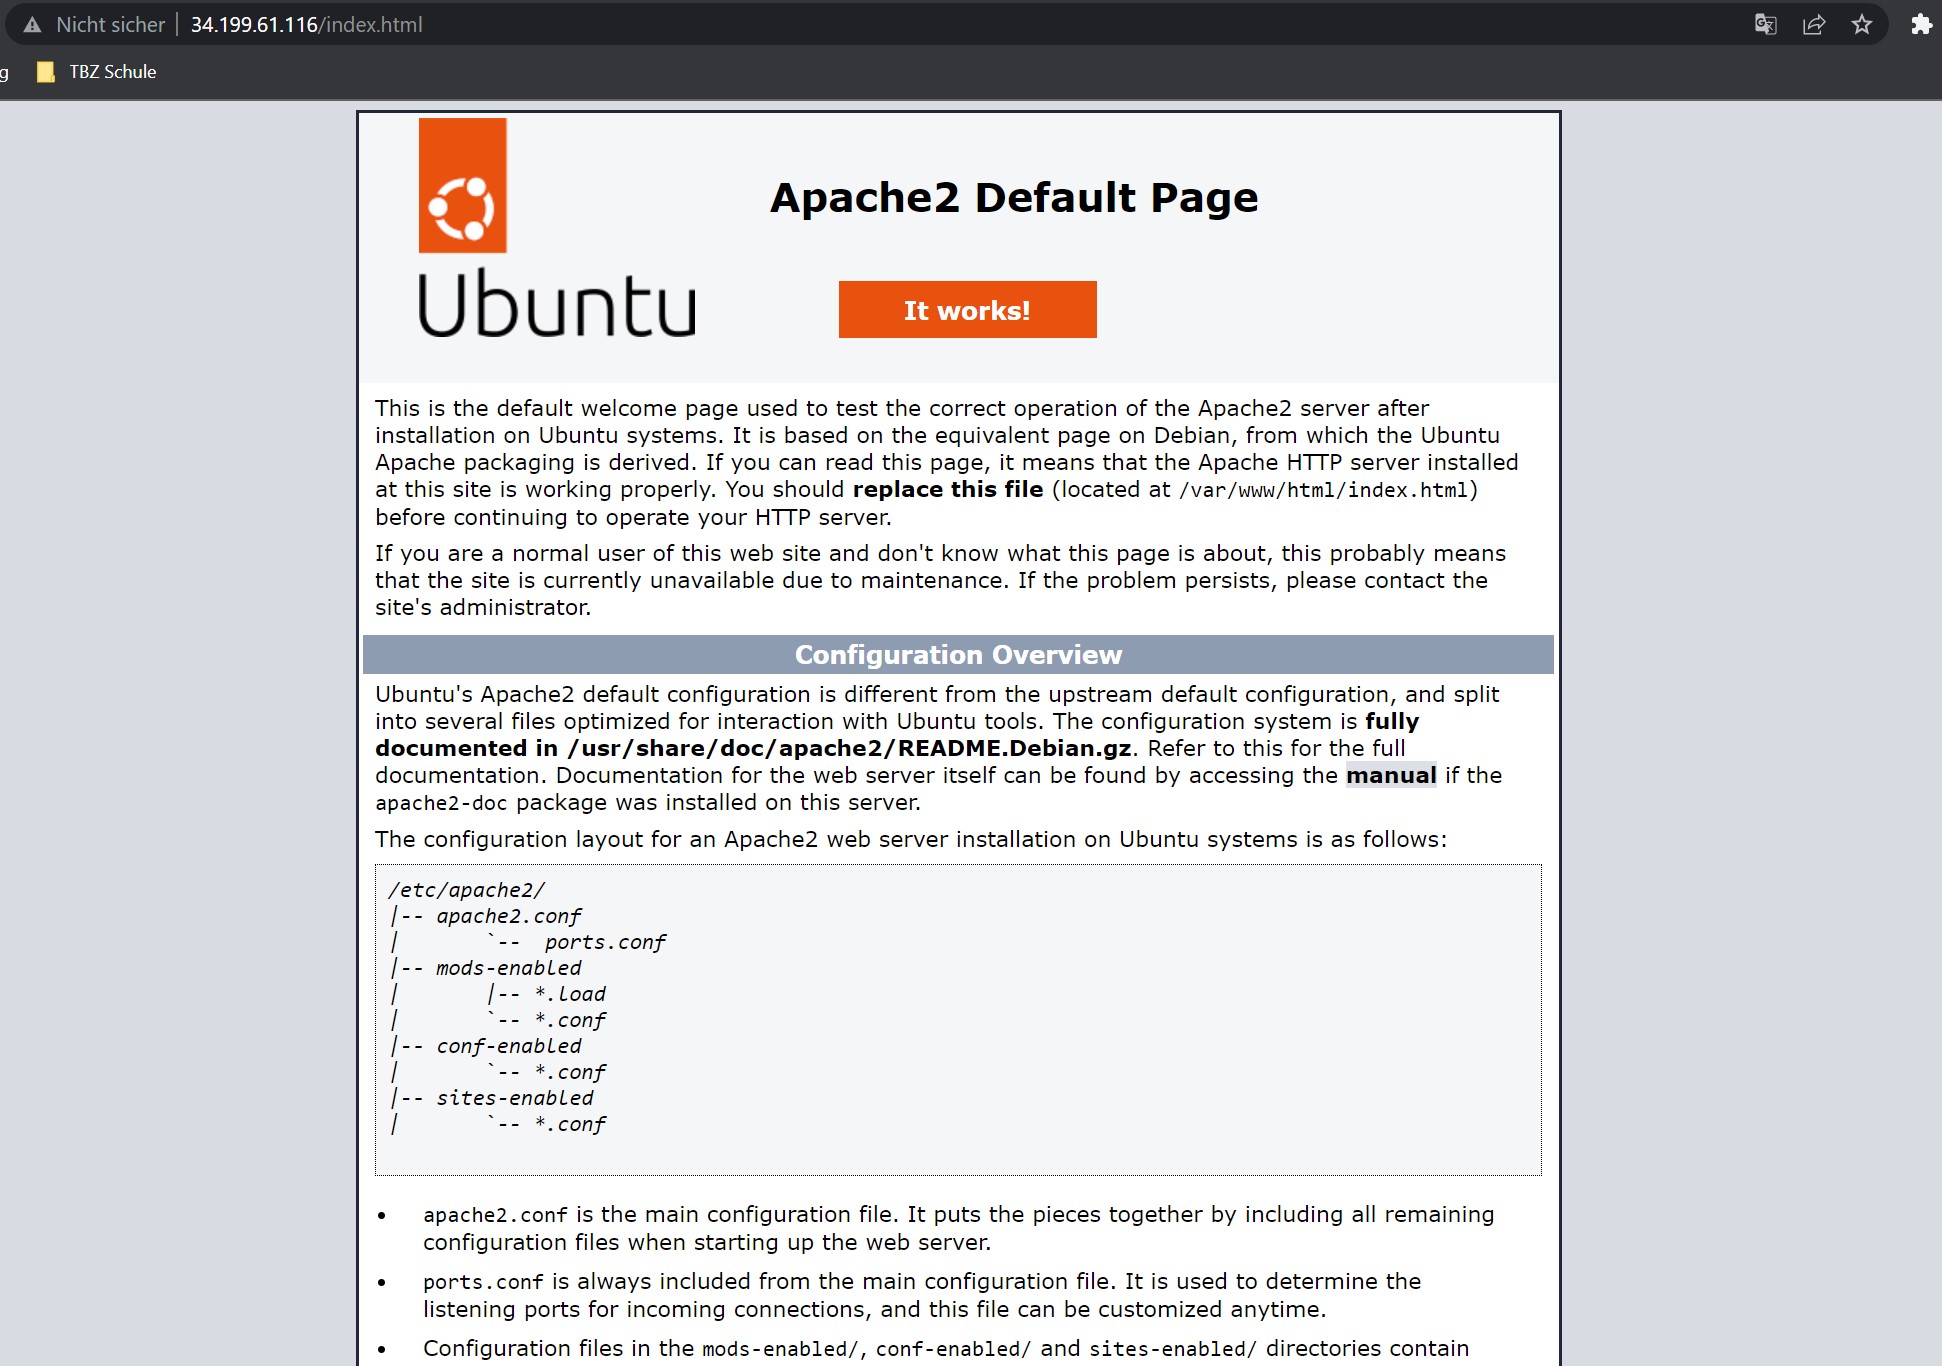 Nicht sicher | 34.199.61.116/index.html
g TBZ Schule
Apache2 Default Page
Ubuntu
It works!
This is the default welcome page used to test the correct operation of the Apache2 server after
installation on Ubuntu systems. It is based on the equivalent page on Debian, from which the Ubuntu
Apache packaging is derived. If you can read this page, it means that the Apache HTTP server installed
at this site is working properly. You should replace this file (located at /var/www/html/index.html)
before continuing to operate your HTTP server.
If you are a normal user of this web site and don't know what this page is about, this probably means
that the site is currently unavailable due to maintenance. If the problem persists, please contact the
site's administrator.
Configuration Overview
Ubuntu's Apache2 default configuration is different from the upstream default configuration, and split
into several files optimized for interaction with Ubuntu tools. The configuration system is fully
documented in /usr/share/doc/apache2/README.Debian.gz. Refer to this for the full
documentation. Documentation for the web server itself can be found by accessing the manual if the
apache2-doc package was installed on this server.
The configuration layout for an Apache2 web server installation on Ubuntu systems is as follows:
/etc/apache2/
|-- apache2.conf
|       `--  ports.conf
|-- mods-enabled
|       |-- *.load
|       `-- *.conf
|-- conf-enabled
|       `-- *.conf
|-- sites-enabled
|       `-- *.conf
• apache2.conf is the main configuration file. It puts the pieces together by including all remaining
configuration files when starting up the web server.
• ports.conf is always included from the main configuration file. It is used to determine the
listening ports for incoming connections, and this file can be customized anytime.
• Configuration files in the mods-enabled/, conf-enabled/ and sites-enabled/ directories contain